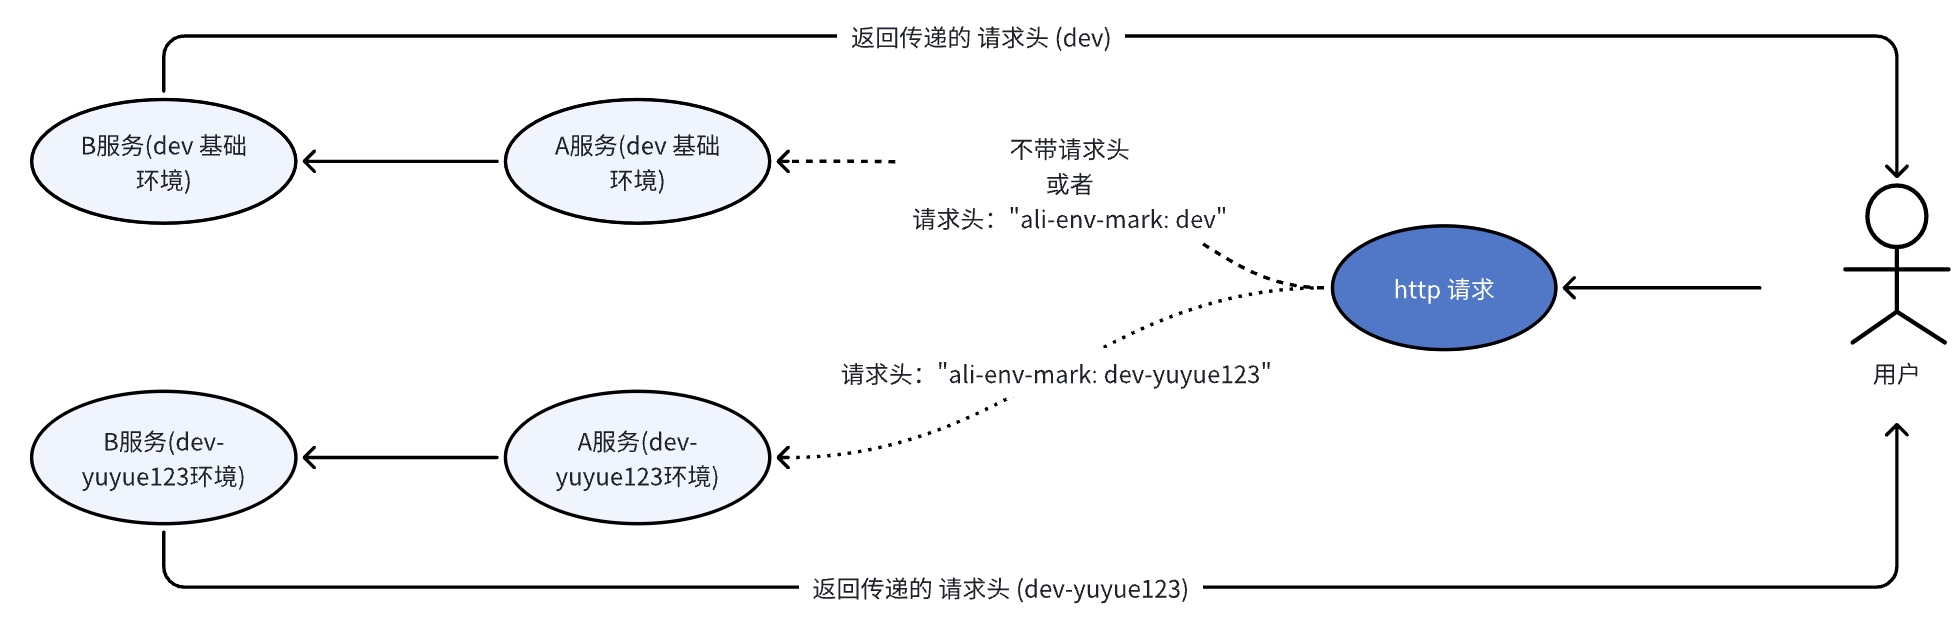 返回传递的 请求头 (dev)
B服务(dev 基础
环境)
A服务(dev 基础
环境)
不带请求头
或者
请求头："ali-env-mark: dev"
http 请求
请求头："ali-env-mark: dev-yuyue123"
用户
B服务(dev-
yuyue123环境)
A服务(dev-
yuyue123环境)
返回传递的 请求头 (dev-yuyue123)